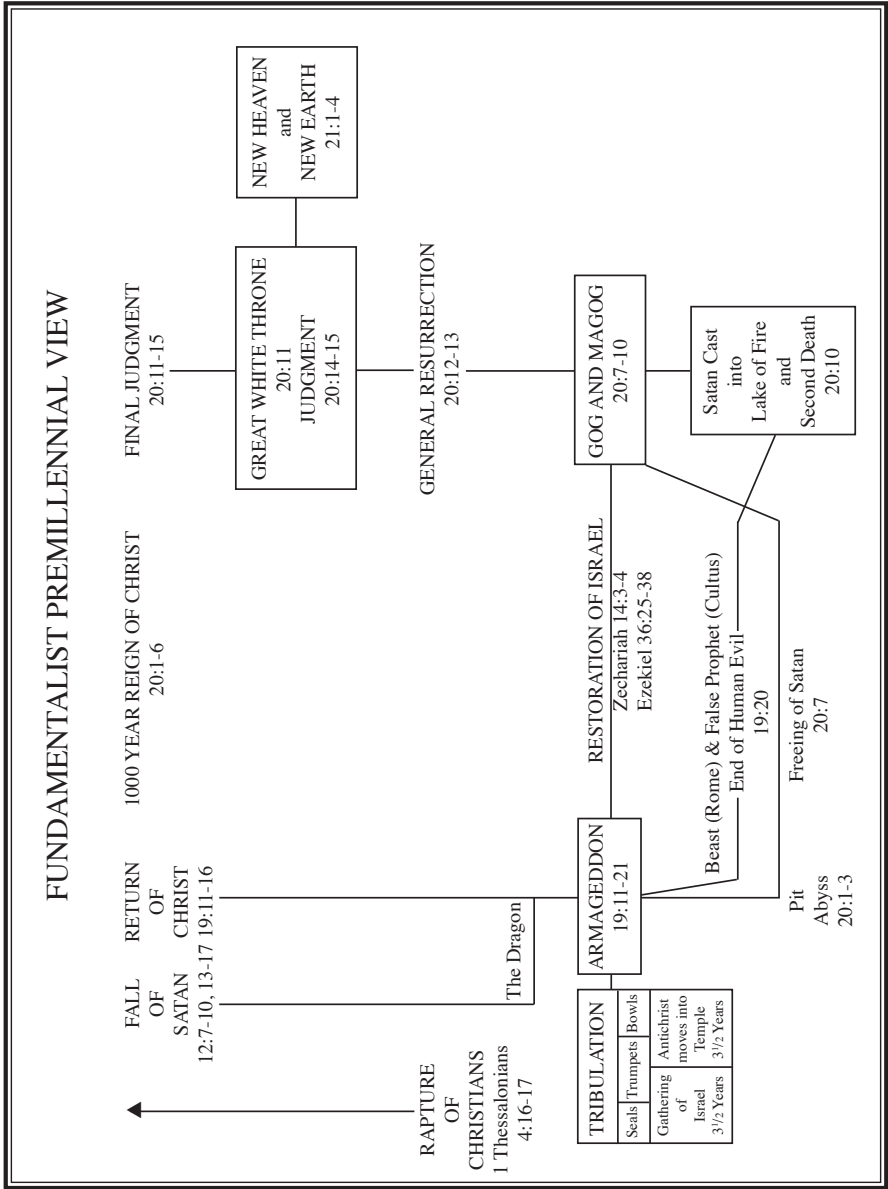 FUNDAMENTALIST PREMILLENNIAL VIEW
RAPTURE
OF
CHRISTIANS
1 Thessalonians
4:16-17
FALL
OF
SATAN
12:7-10, 13-17
RETURN
OF
CHRIST
19:11-16
The Dragon
1000 YEAR REIGN OF CHRIST
20:1-6
FINAL JUDGMENT
20:11-15
GREAT WHITE THRONE
20:11
JUDGMENT
20:14-15
NEW HEAVEN
and
NEW EARTH
21:1-4
GENERAL RESURRECTION
20:12-13
TRIBULATION
Seals Trumpets Bowls
Gathering
of
Israel
3½ Years
Antichrist
moves into
Temple
3½ Years
ARMAGEDDON
19:11-21
RESTORATION OF ISRAEL
Zechariah 14:3-4
Ezekiel 36:25-38
GOG AND MAGOG
20:7-10
Beast (Rome) & False Prophet (Cultus)
End of Human Evil
19:20
Satan Cast
into
Lake of Fire
and
Second Death
20:10
Pit
Abyss
20:1-3
Freeing of Satan
20:7